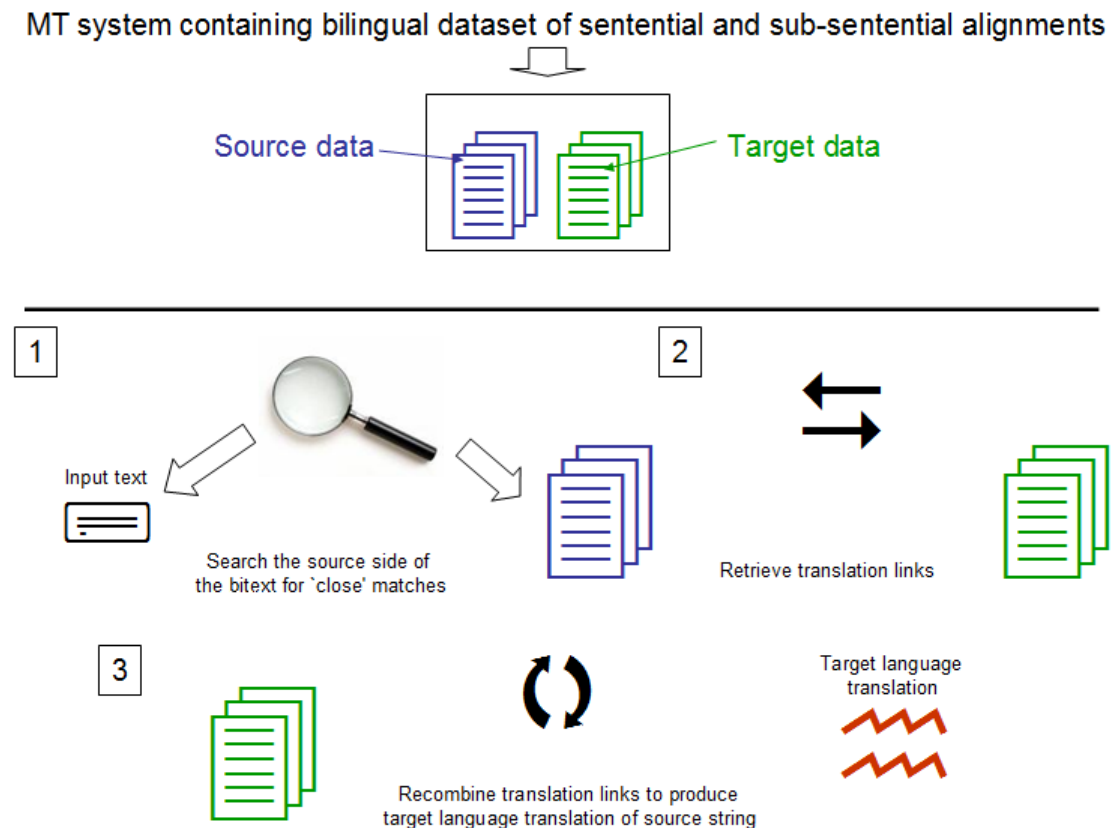 MT system containing bilingual dataset of sentential and sub-sentential alignments
Source data
Target data
1
2
Input text
Search the source side of
the bitext for `close' matches
Retrieve translation links
3
Target language
translation
Recombine translation links to produce
target language translation of source string